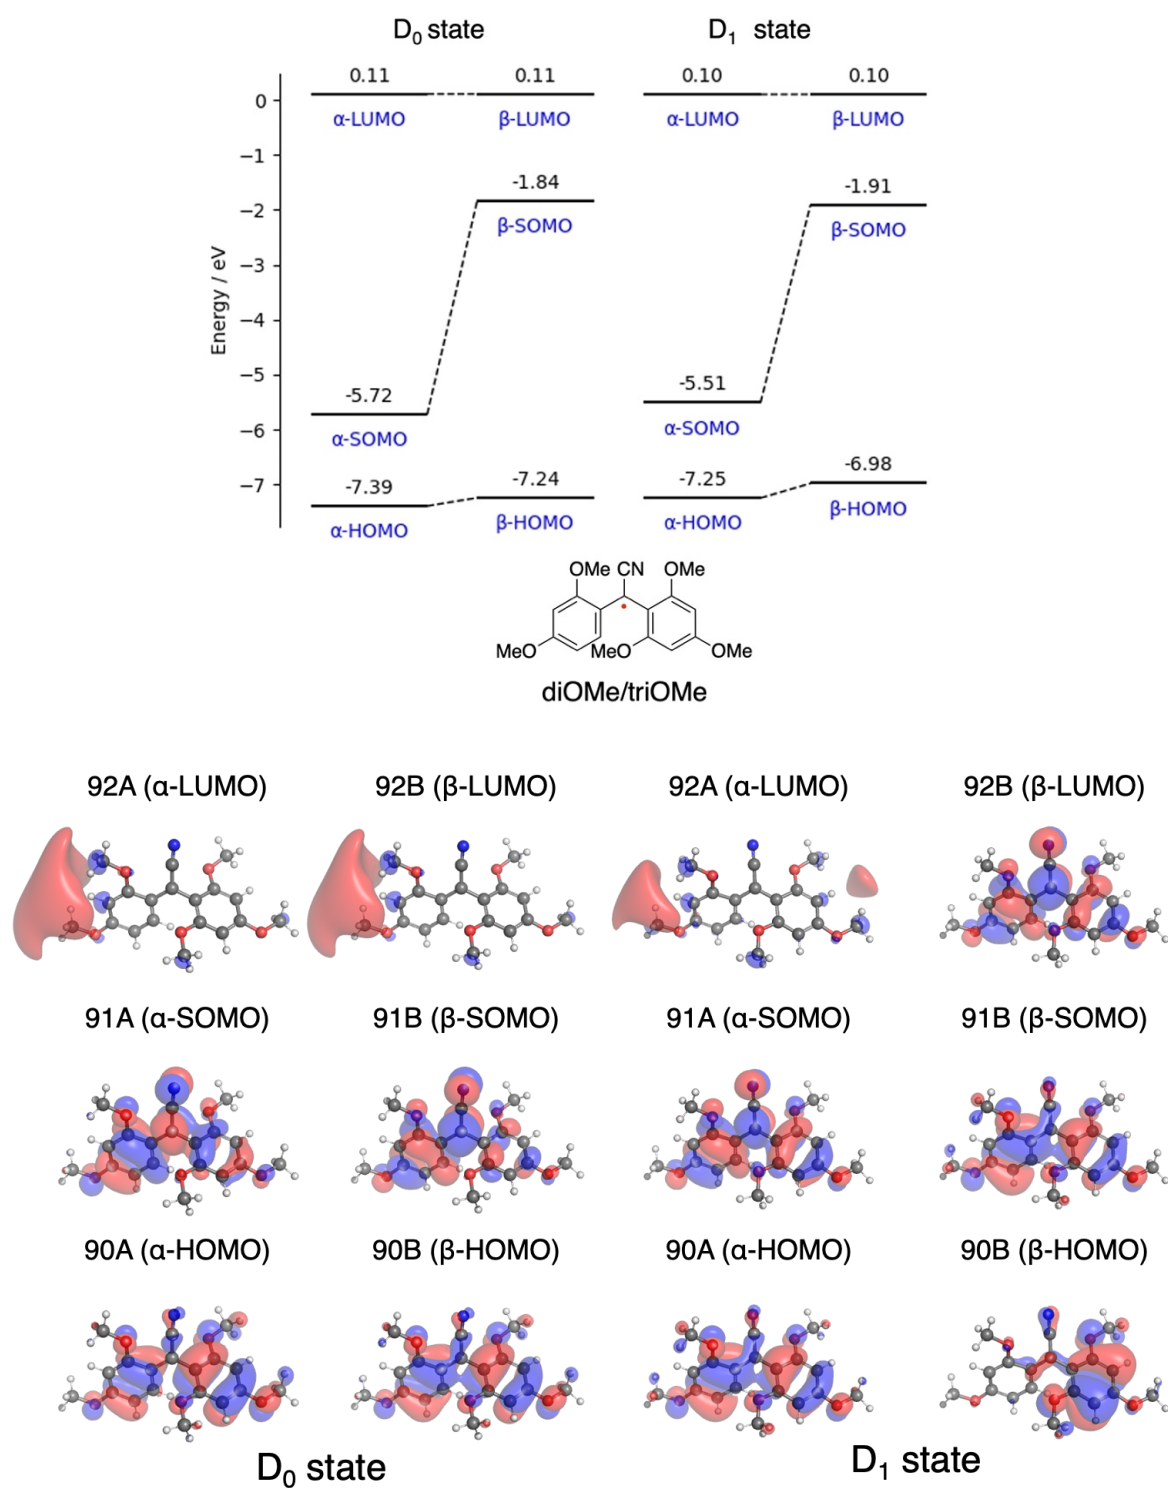 D₀ state D₁ state
0.11 0.11 0.10 0.10
0
α-LUMO β-LUMO α-LUMO β-LUMO
−1
-1.84 -1.91
−2
β-SOMO β-SOMO
Energy / eV
−3
−4
−5
-5.72 -5.51
−6
α-SOMO α-SOMO
-7.39 -7.24 -7.25 -6.98
−7
α-HOMO β-HOMO α-HOMO β-HOMO
OMe CN OMe
MeO MeO OMe
diOMe/triOMe
92A (α-LUMO) 92B (β-LUMO) 92A (α-LUMO) 92B (β-LUMO)
91A (α-SOMO) 91B (β-SOMO) 91A (α-SOMO) 91B (β-SOMO)
90A (α-HOMO) 90B (β-HOMO) 90A (α-HOMO) 90B (β-HOMO)
D₀ state D₁ state